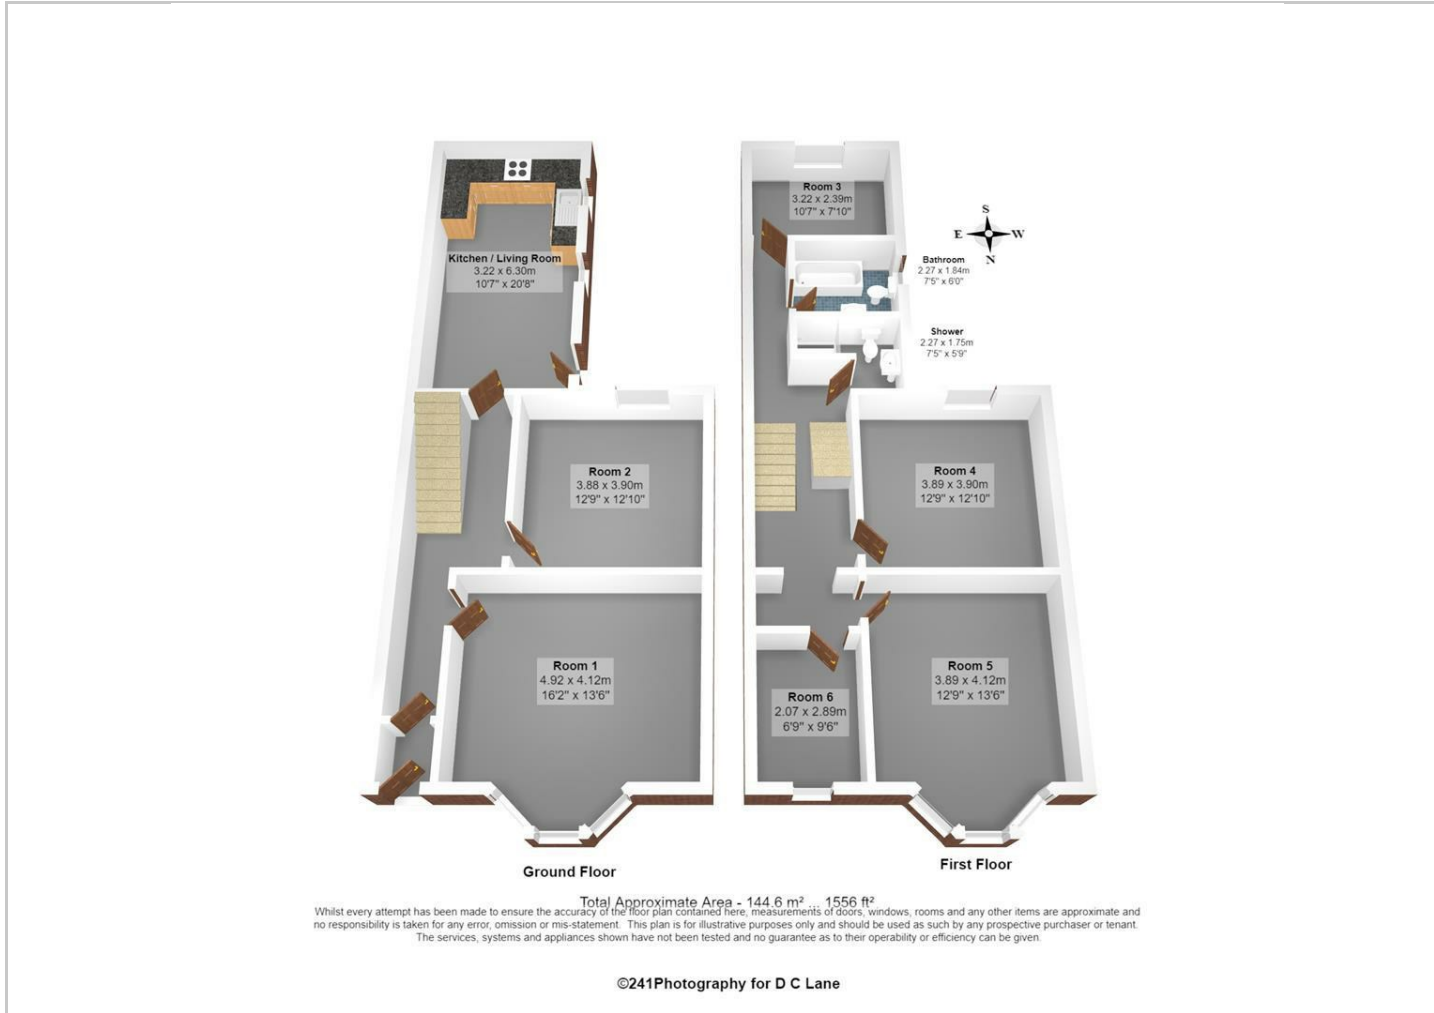 Room 3
3.22 x 2.39m
10'7" x 7'10"
S
E
W
N
Kitchen / Living Room
3.22 x 6.30m
10'7" x 20'8"
Bathroom
2.27 x 1.84m
7'5" x 6'0"
Shower
2.27 x 1.75m
7'5" x 5'9"
Room 2
3.88 x 3.90m
12'9" x 12'10"
Room 4
3.89 x 3.90m
12'9" x 12'10"
Room 1
4.92 x 4.12m
16'2" x 13'6"
Room 5
3.89 x 4.12m
12'9" x 13'6"
Room 6
2.07 x 2.89m
6'9" x 9'6"
Ground Floor
First Floor
Total Approximate Area - 144.6 m² ... 1556 ft²
Whilst every attempt has been made to ensure the accuracy of the floor plan contained here, measurements of doors, windows, rooms and any other items are approximate and
no responsibility is taken for any error, omission or mis-statement. This plan is for illustrative purposes only and should be used as such by any prospective purchaser or tenant.
The services, systems and appliances shown have not been tested and no guarantee as to their operability or efficiency can be given.
©241Photography for D C Lane